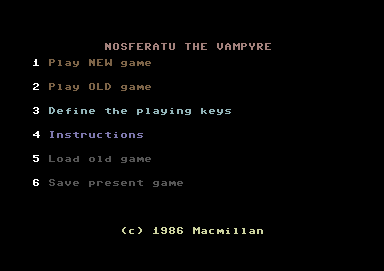 NOSFERATU THE VAMPYRE
1 Play NEW game
2 Play OLD game
3 Define the playing keys
4 Instructions
5 Load old game
6 Save present game
(c) 1986 Macmillan